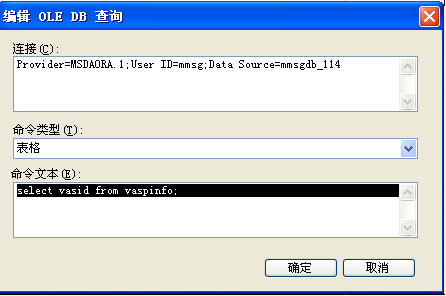 编辑 OLE DB 查询
连接(C):
Provider=MSDAORA.1;User ID=mmsg;Data Source=mmsgdb_114
命令类型(T):
表格
命令文本(E):
select vasid from vaspinfo;
确定 取消